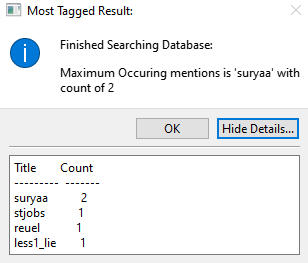 Most Tagged Result:
Finished Searching Database:
Maximum Occuring mentions is 'suryaa' with
count of 2
OK
Hide Details...
Title Count
--------- -------
suryaa 2
stjobs 1
reuel 1
less1_lie 1